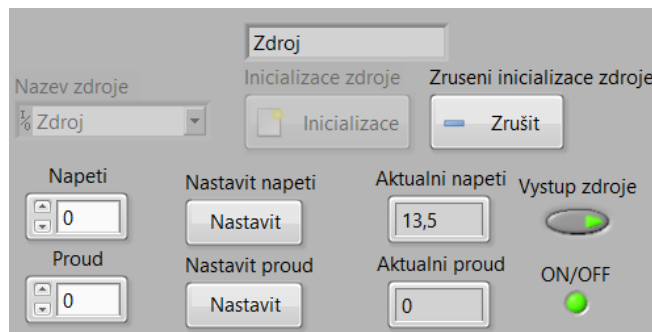 Zdroj
Nazev zdroje
Inicializace zdroje
Zruseni inicializace zdroje
I/0 Zdroj
Inicializace
Zrušit
Napeti
Nastavit napeti
Aktualni napeti
Vystup zdroje
0
Nastavit
13,5
Proud
Nastavit proud
Aktualni proud
ON/OFF
0
Nastavit
0